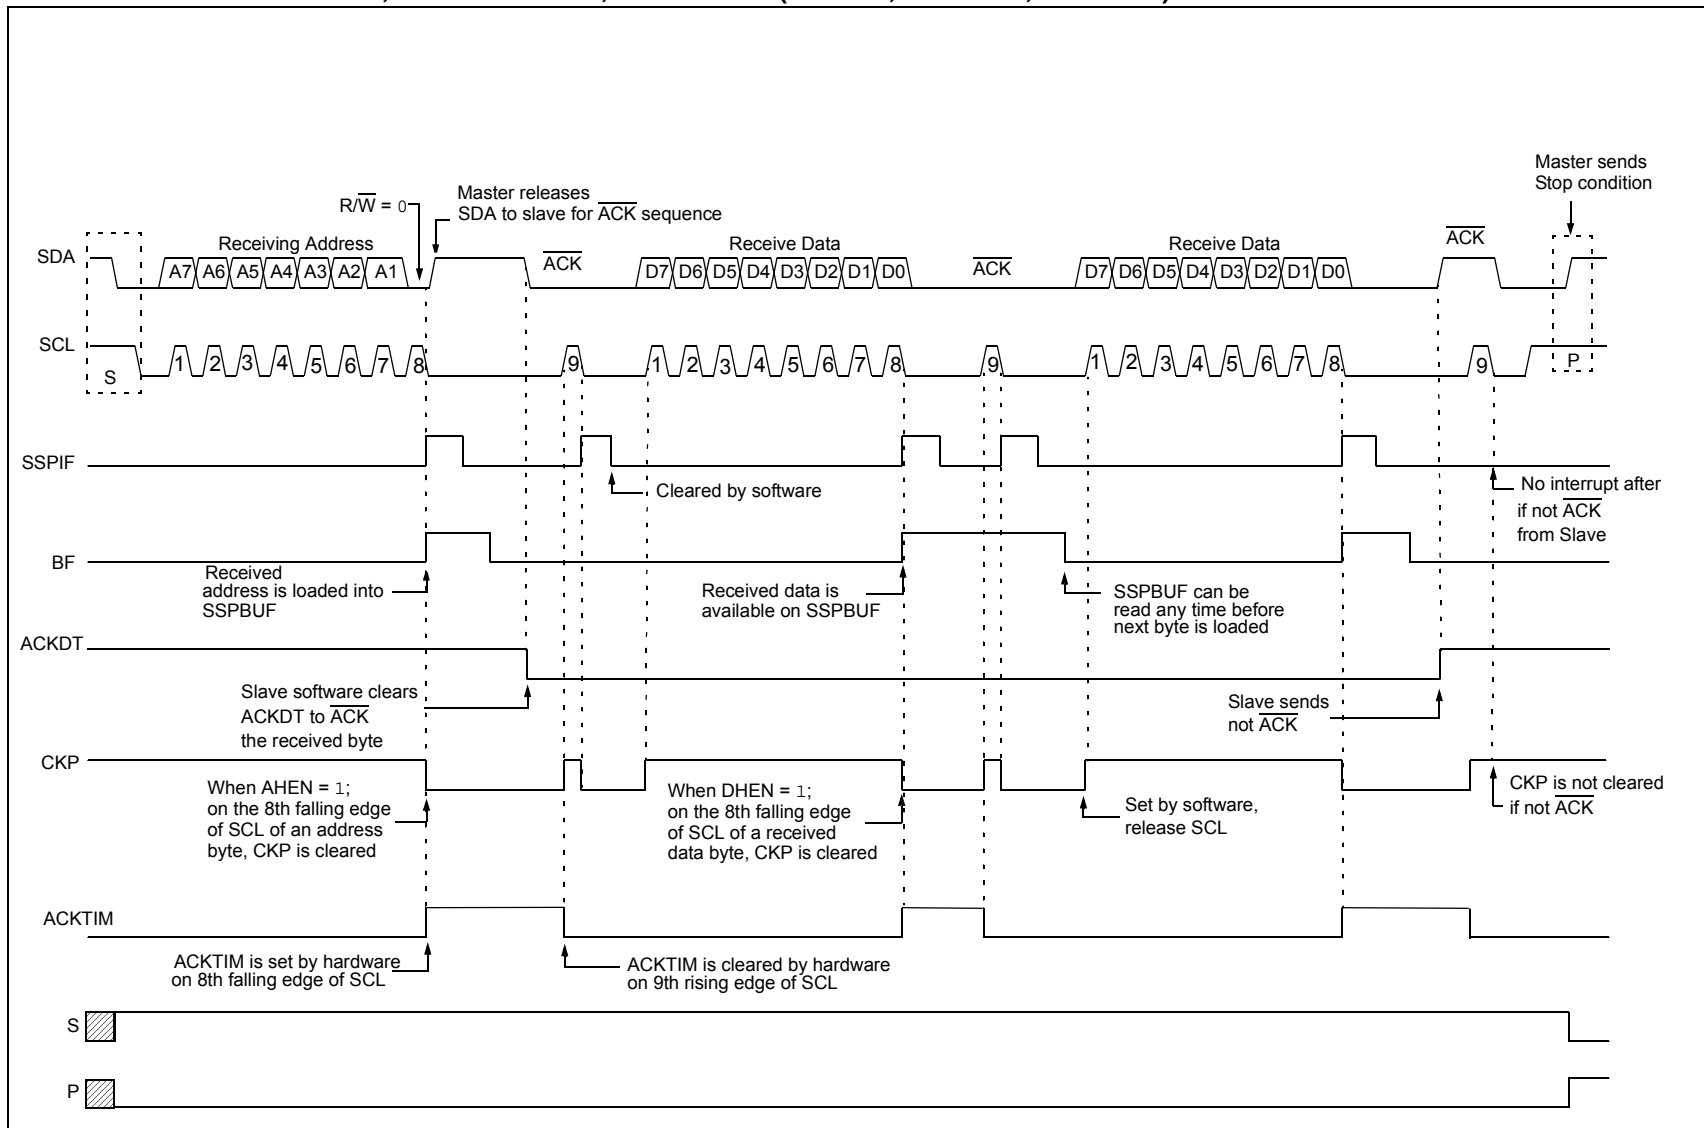 Master sends
Stop condition
R/W̅ = 0
Master releases
SDA to slave for A̅C̅K̅ sequence
SDA
Receiving Address
A7 A6 A5 A4 A3 A2 A1
A̅C̅K̅
Receive Data
D7 D6 D5 D4 D3 D2 D1 D0
A̅C̅K̅
Receive Data
D7 D6 D5 D4 D3 D2 D1 D0
A̅C̅K̅
SCL
S
1 2 3 4 5 6 7 8
9
1 2 3 4 5 6 7 8
9
1 2 3 4 5 6 7 8
9
P
SSPIF
Cleared by software
No interrupt after
if not A̅C̅K̅
from Slave
BF
Received
address is loaded into
SSPBUF
Received data is
available on SSPBUF
SSPBUF can be
read any time before
next byte is loaded
ACKDT
Slave software clears
ACKDT to A̅C̅K̅
the received byte
Slave sends
not A̅C̅K̅
CKP
When AHEN = 1;
on the 8th falling edge
of SCL of an address
byte, CKP is cleared
When DHEN = 1;
on the 8th falling edge
of SCL of a received
data byte, CKP is cleared
Set by software,
release SCL
CKP is not cleared
if not A̅C̅K̅
ACKTIM
ACKTIM is set by hardware
on 8th falling edge of SCL
ACKTIM is cleared by hardware
on 9th rising edge of SCL
S
P